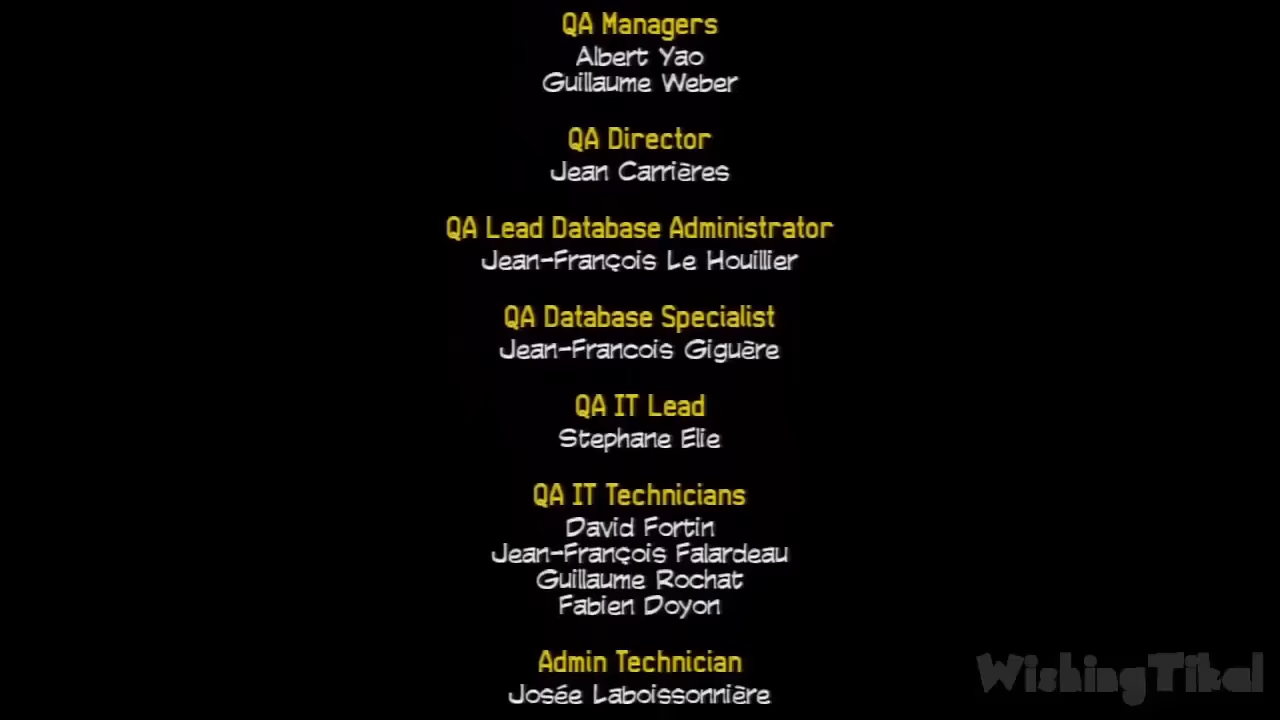 QA Managers
Albert Yao
Guillaume Weber
QA Director
Jean Carrières
QA Lead Database Administrator
Jean-François Le Houillier
QA Database Specialist
Jean-Francois Giguère
QA IT Lead
Stephane Elie
QA IT Technicians
David Fortin
Jean-François Falardeau
Guillaume Rochat
Fabien Doyon
Admin Technician
Josée Laboissonnière
WishingTikal